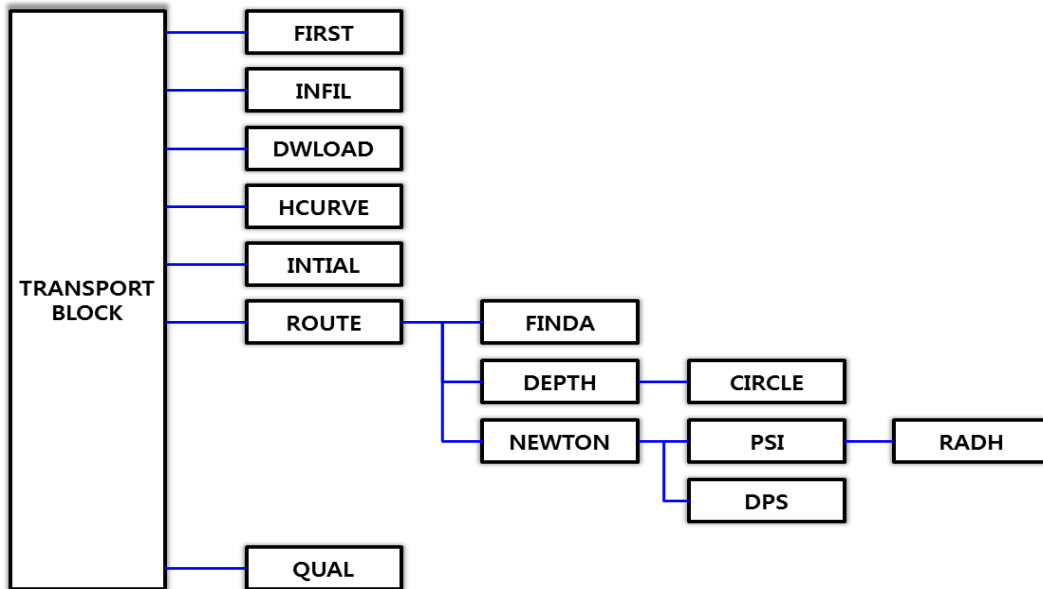 FIRST
INFIL
DWLOAD
HCURVE
INTIAL
TRANSPORT
BLOCK
ROUTE
FINDA
DEPTH
CIRCLE
NEWTON
PSI
RADH
DPS
QUAL